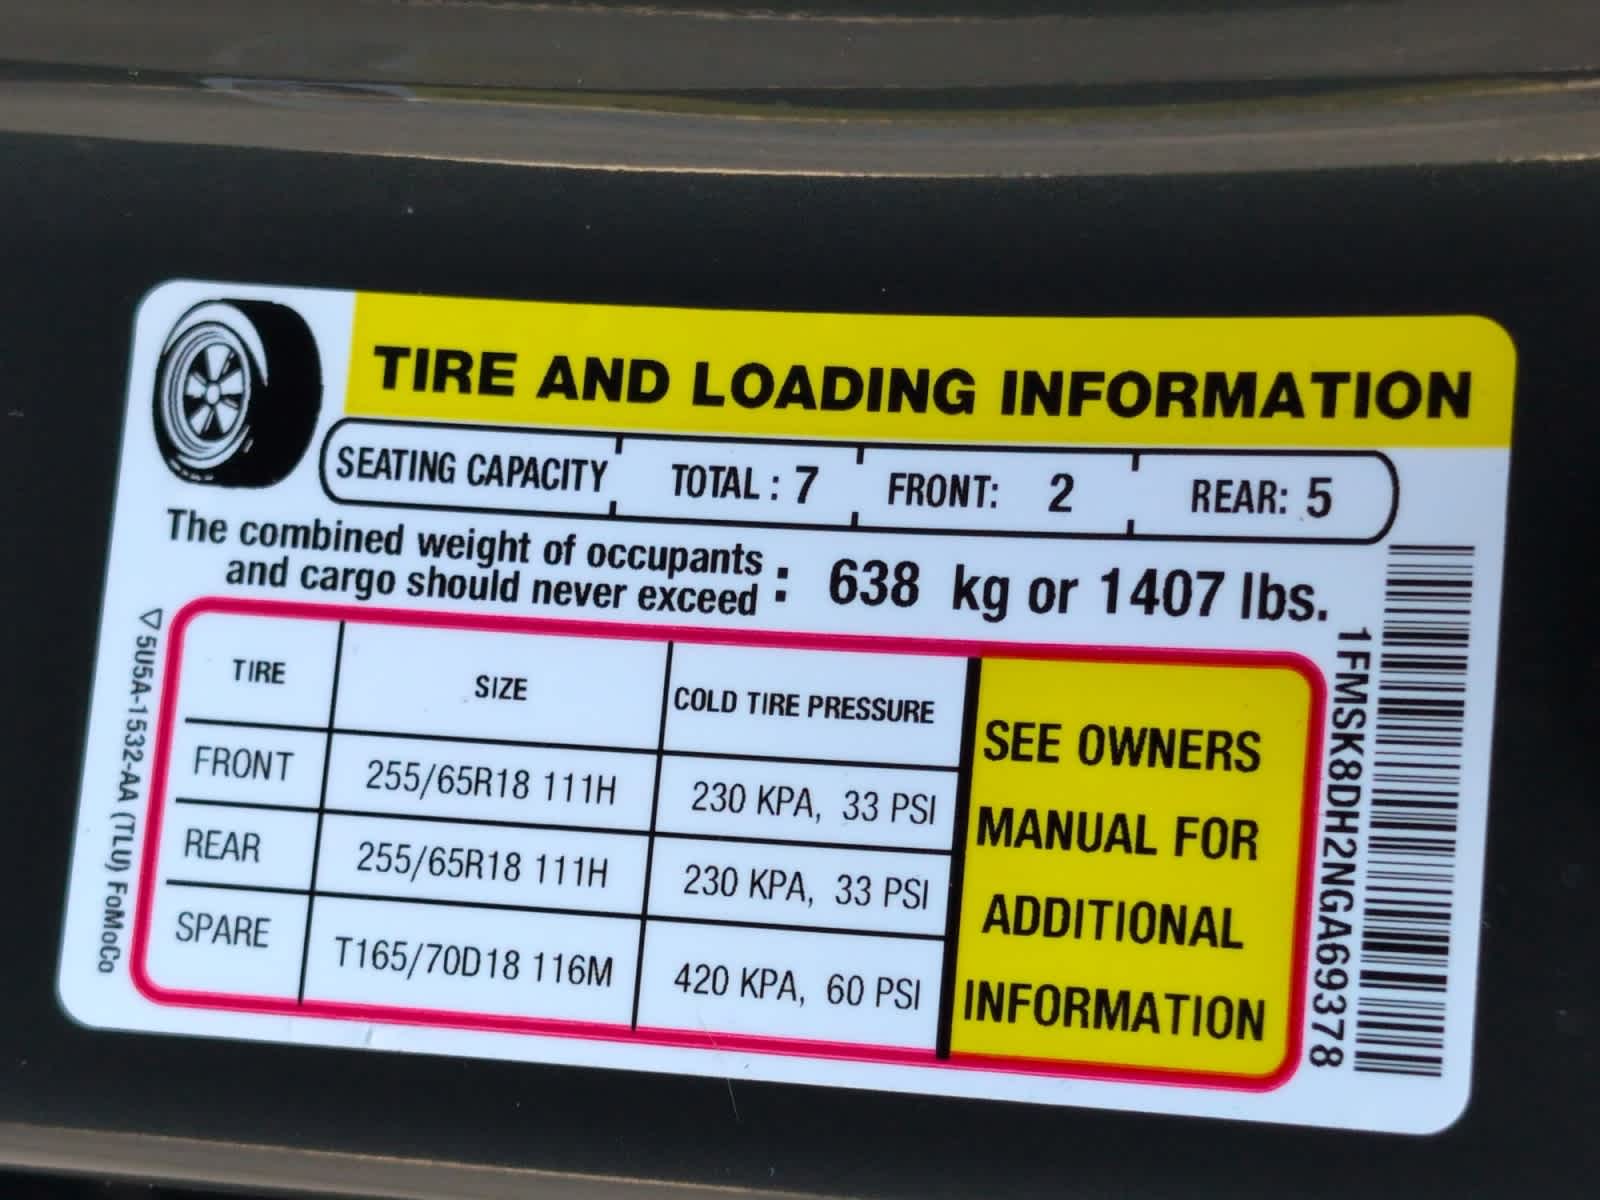 TIRE AND LOADING INFORMATION
SEATING CAPACITY TOTAL : 7 FRONT: 2 REAR: 5
The combined weight of occupants
and cargo should never exceed : 638 kg or 1407 lbs.
TIRE SIZE COLD TIRE PRESSURE
FRONT 255/65R18 111H 230 KPA, 33 PSI
REAR 255/65R18 111H 230 KPA, 33 PSI
SPARE T165/70D18 116M 420 KPA, 60 PSI
SEE OWNERS
MANUAL FOR
ADDITIONAL
INFORMATION
1FMSK8DH2NGA69378
5U5A-1532-AA (TLU) FoMoCo